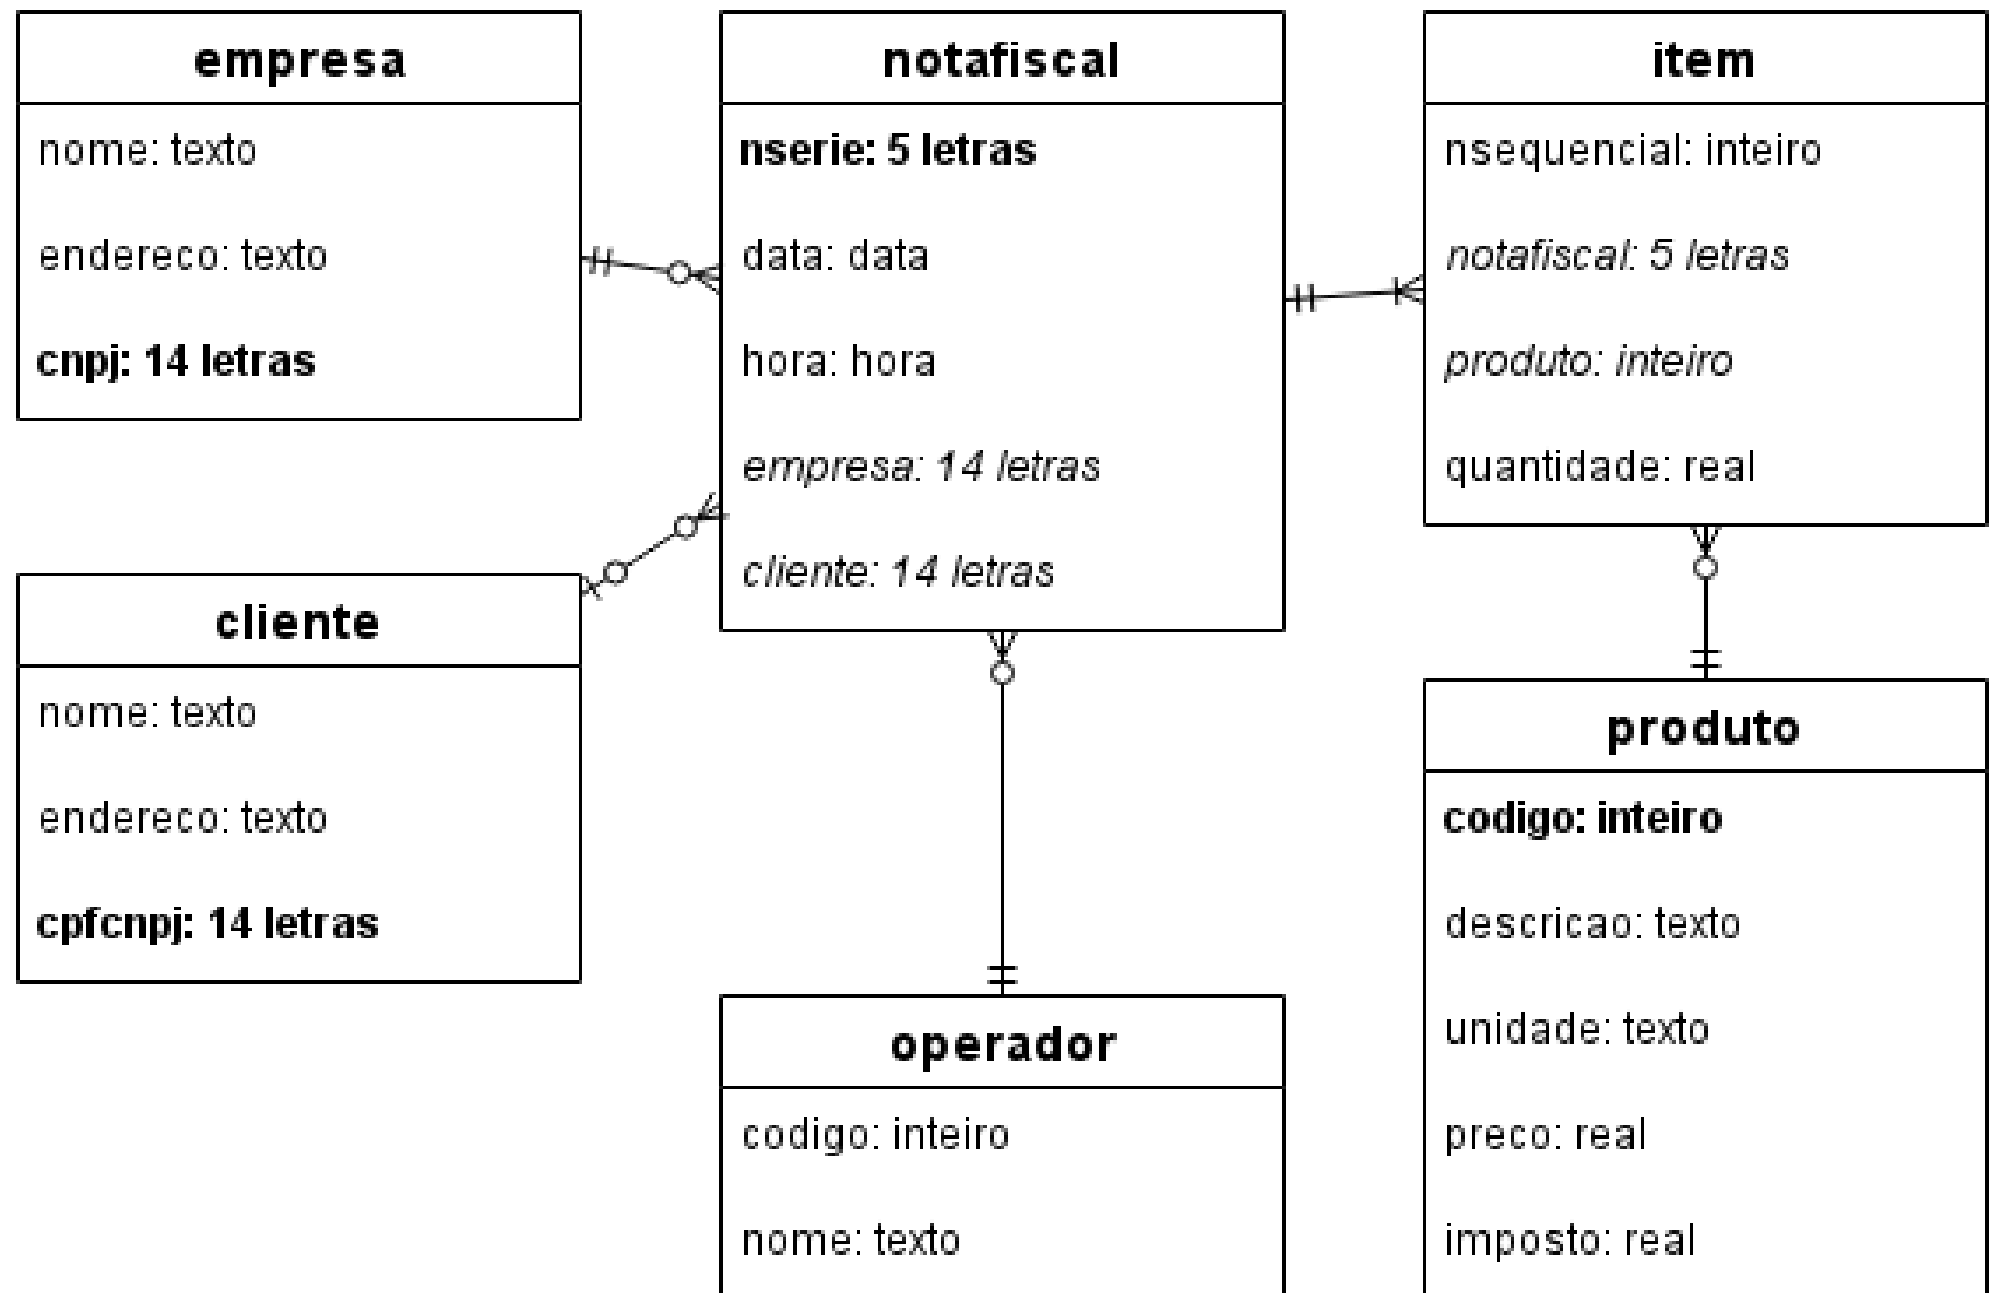 empresa
nome: texto
endereco: texto
cnpj: 14 letras
notafiscal
nserie: 5 letras
data: data
hora: hora
empresa: 14 letras
cliente: 14 letras
item
nsequencial: inteiro
notafiscal: 5 letras
produto: inteiro
quantidade: real
cliente
nome: texto
endereco: texto
cpfcnpj: 14 letras
operador
codigo: inteiro
nome: texto
produto
codigo: inteiro
descricao: texto
unidade: texto
preco: real
imposto: real